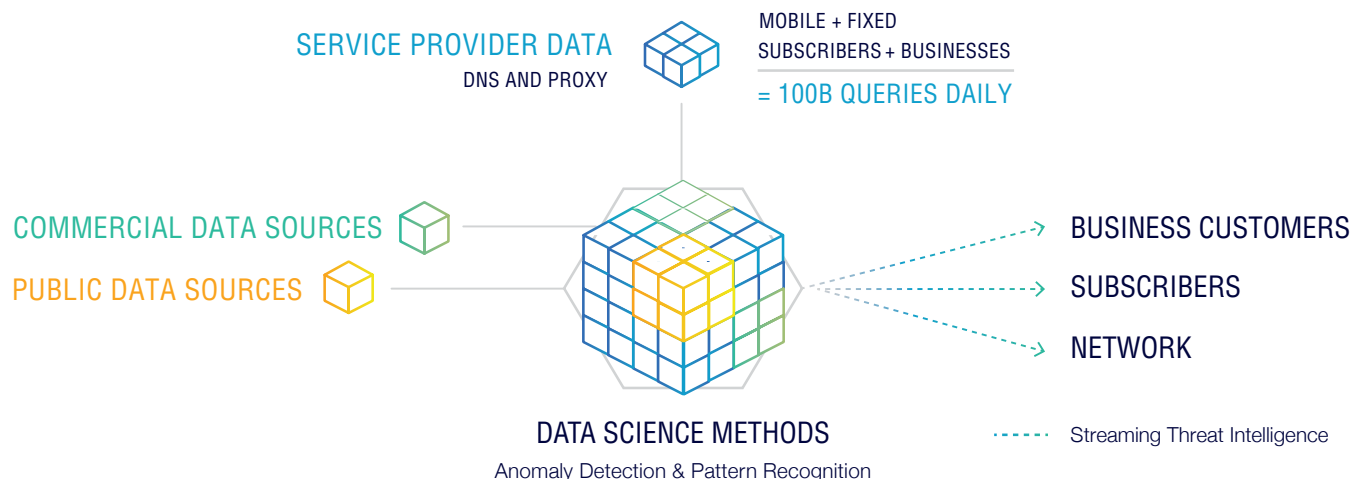 SERVICE PROVIDER DATA
DNS AND PROXY
MOBILE + FIXED
SUBSCRIBERS + BUSINESSES
= 100B QUERIES DAILY
COMMERCIAL DATA SOURCES
PUBLIC DATA SOURCES
BUSINESS CUSTOMERS
SUBSCRIBERS
NETWORK
DATA SCIENCE METHODS
Anomaly Detection & Pattern Recognition
Streaming Threat Intelligence